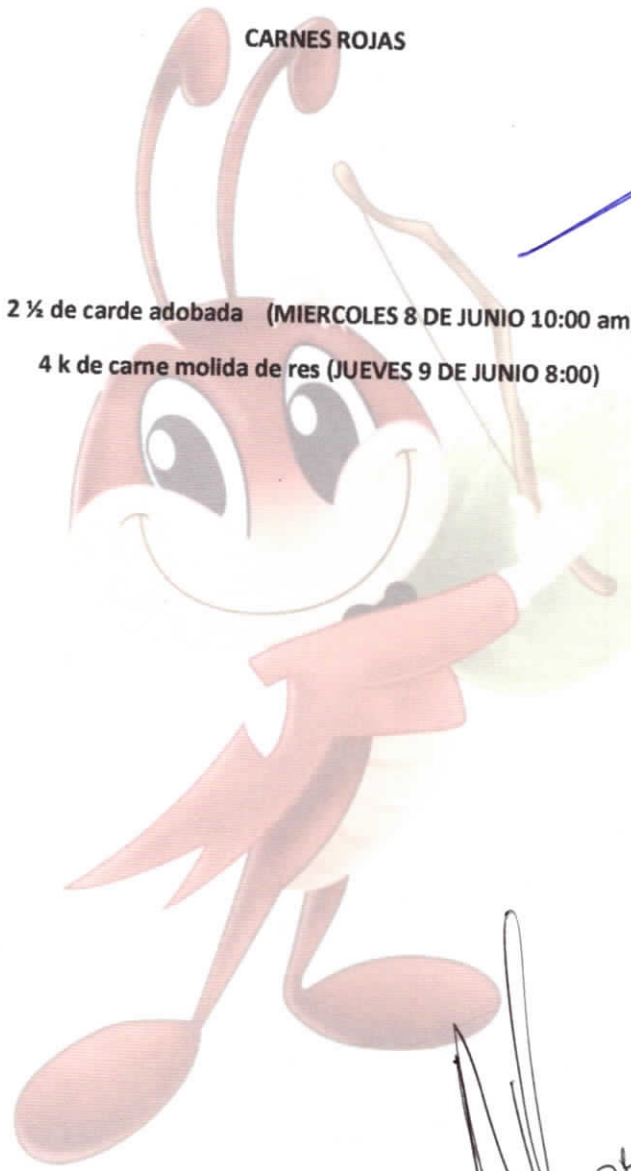 CARNES ROJAS
2 ½ de carde adobada (MIERCOLES 8 DE JUNIO 10:00 am
4 k de carne molida de res (JUEVES 9 DE JUNIO 8:00)